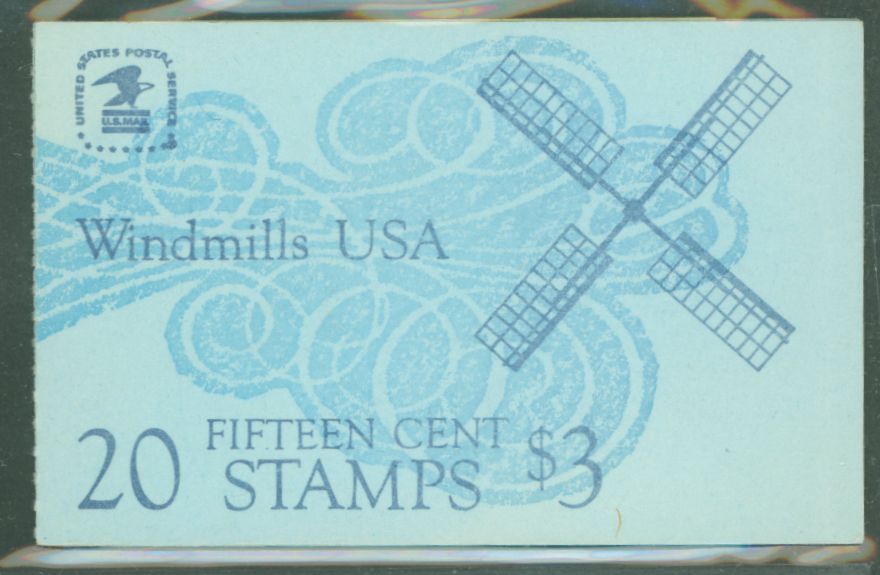 UNITED STATES POSTAL SERVICE
U.S.MAIL
Windmills USA
20 FIFTEEN CENT STAMPS $3